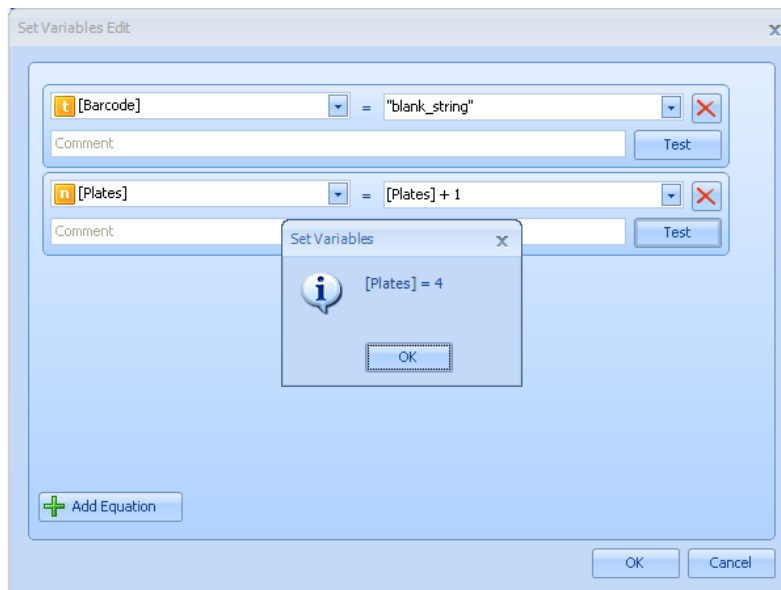 Set Variables Edit
x
t [Barcode] = "blank_string"
Comment Test
n [Plates] = [Plates] + 1
Comment Test
Set Variables x
i [Plates] = 4
OK
Add Equation
OK Cancel